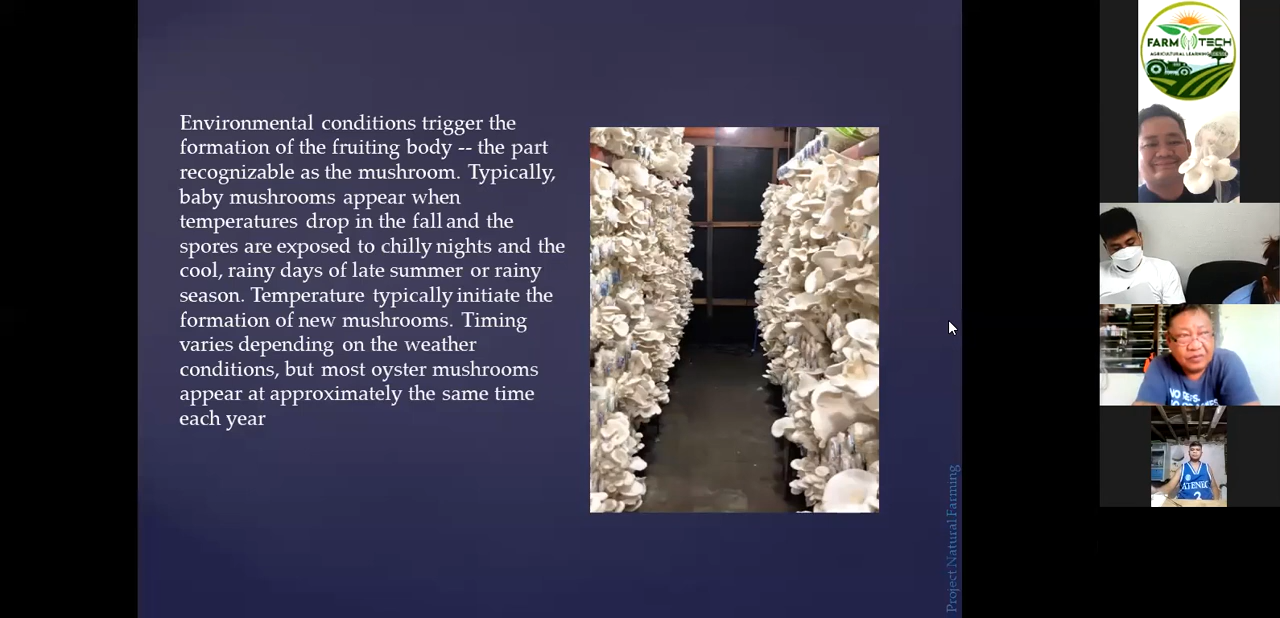 Environmental conditions trigger the
formation of the fruiting body -- the part
recognizable as the mushroom. Typically,
baby mushrooms appear when
temperatures drop in the fall and the
spores are exposed to chilly nights and the
cool, rainy days of late summer or rainy
season. Temperature typically initiate the
formation of new mushrooms. Timing
varies depending on the weather
conditions, but most oyster mushrooms
appear at approximately the same time
each year
Project Natural Farming
FARM TECH
AGRICULTURAL LEARNING
ATENEO
2